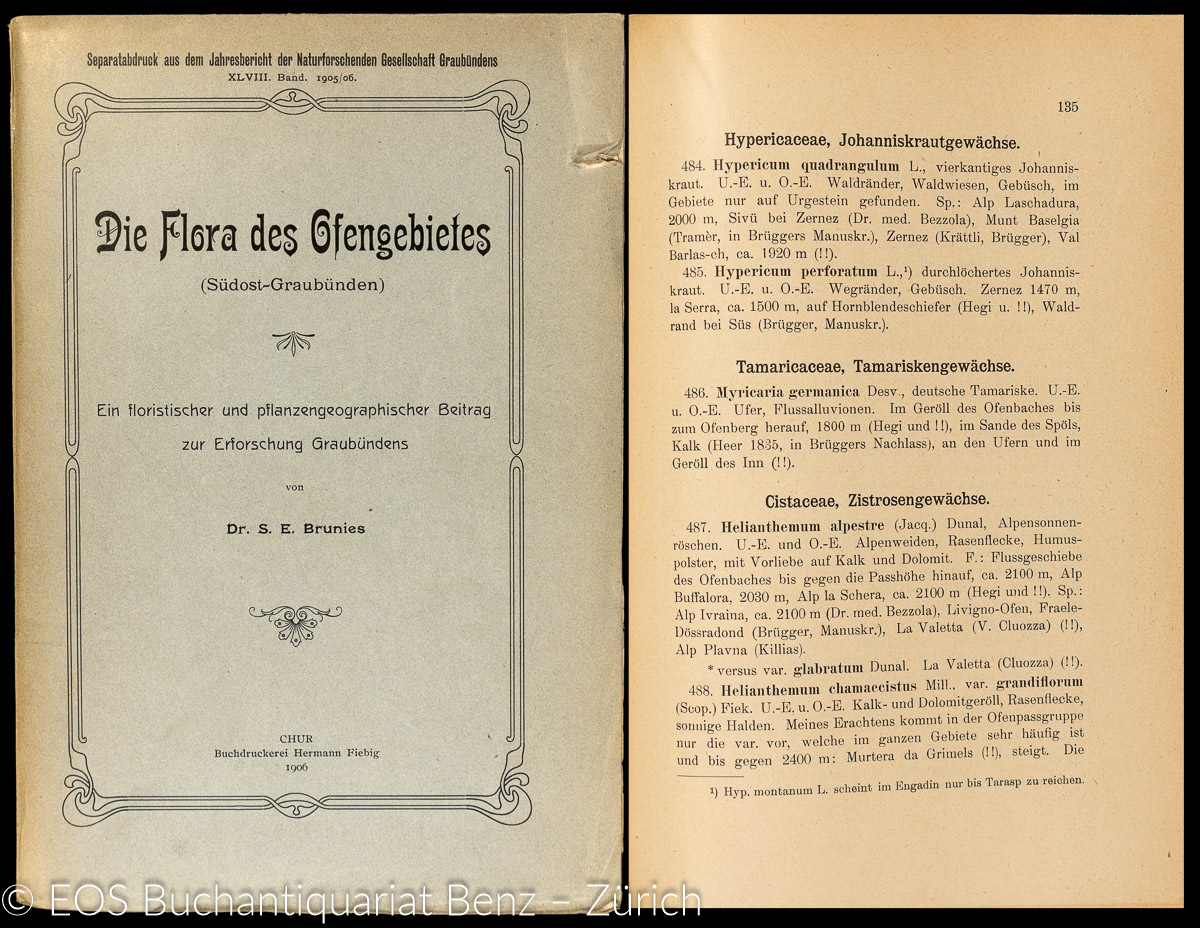 Separatabdruck aus dem Jahresbericht der Naturforschenden Gesellschaft Graubündens
XLVIII. Band. 1905/06.
Die Flora des Ofengebietes
(Südost-Graubünden)
Ein floristischer und pflanzengeographischer Beitrag
zur Erforschung Graubündens
von
Dr. S. E. Brunies
CHUR
Buchdruckerei Hermann Fiebig
1906
135
Hypericaceae, Johanniskrautgewächse.
484. Hypericum quadrangulum L., vierkantiges Johannis-
kraut. U.-E. u. O.-E. Waldränder, Waldwiesen, Gebüsch, im
Gebiete nur auf Urgestein gefunden. Sp.: Alp Laschadura,
2000 m, Sivü bei Zernez (Dr. med. Bezzola), Munt Baselgia
(Tramèr, in Brüggers Manuskr.), Zernez (Krättli, Brügger), Val
Barlas-ch, ca. 1920 m (!!).
485. Hypericum perforatum L.,¹) durchlöchertes Johannis-
kraut. U.-E. u. O.-E. Wegränder, Gebüsch. Zernez 1470 m,
la Serra, ca. 1500 m, auf Hornblendeschiefer (Hegi u. !!), Wald-
rand bei Süs (Brügger, Manuskr.).
Tamaricaceae, Tamariskengewächse.
486. Myricaria germanica Desv., deutsche Tamariske. U.-E.
u. O.-E. Ufer, Flussalluvionen. Im Geröll des Ofenbaches bis
zum Ofenberg herauf, 1800 m (Hegi und !!), im Sande des Spöls,
Kalk (Heer 1835, in Brüggers Nachlass), an den Ufern und im
Geröll des Inn (!!).
Cistaceae, Zistrosengewächse.
487. Helianthemum alpestre (Jacq.) Dunal, Alpensonnen-
röschen. U.-E. und O.-E. Alpenweiden, Rasenflecke, Humus-
polster, mit Vorliebe auf Kalk und Dolomit. F.: Flussgeschiebe
des Ofenbaches bis gegen die Passhöhe hinauf, ca. 2100 m, Alp
Buffalora, 2030 m, Alp la Schera, ca. 2100 m (Hegi und !!). Sp.:
Alp Ivraina, ca. 2100 m (Dr. med. Bezzola), Livigno-Ofen, Fraele-
Dössradond (Brügger, Manuskr.), La Valetta (V. Cluozza) (!!),
Alp Plavna (Killias).
* versus var. glabratum Dunal. La Valetta (Cluozza) (!!).
488. Helianthemum chamaecistus Mill., var. grandiflorum
(Scop.) Fiek. U.-E. u. O.-E. Kalk- und Dolomitgeröll, Rasenflecke,
sonnige Halden. Meines Erachtens kommt in der Ofenpassgruppe
nur die var. vor, welche im ganzen Gebiete sehr häufig ist
und bis gegen 2400 m: Murtera da Grimels (!!), steigt. Die
¹) Hyp. montanum L. scheint im Engadin nur bis Tarasp zu reichen.
© EOS Buchantiquariat Benz – Zürich